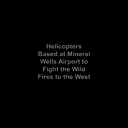 Helicopters
Based at Mineral
Wells Airport to
Fight the Wild
Fires to the West